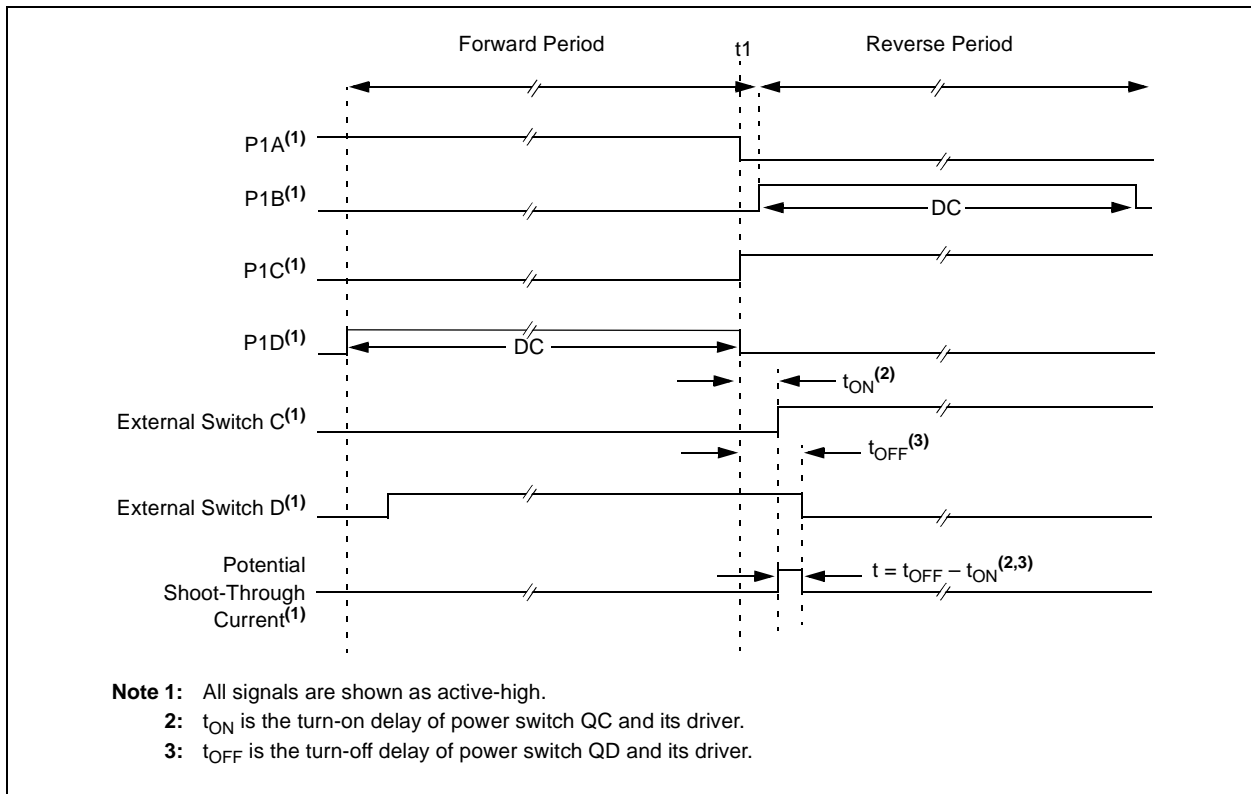 Forward Period
t1
Reverse Period
P1A(1)
P1B(1)
DC
P1C(1)
P1D(1)
DC
tON(2)
External Switch C(1)
tOFF(3)
External Switch D(1)
Potential
Shoot-Through
Current(1)
t = tOFF – tON(2,3)
Note 1: All signals are shown as active-high.
2: tON is the turn-on delay of power switch QC and its driver.
3: tOFF is the turn-off delay of power switch QD and its driver.